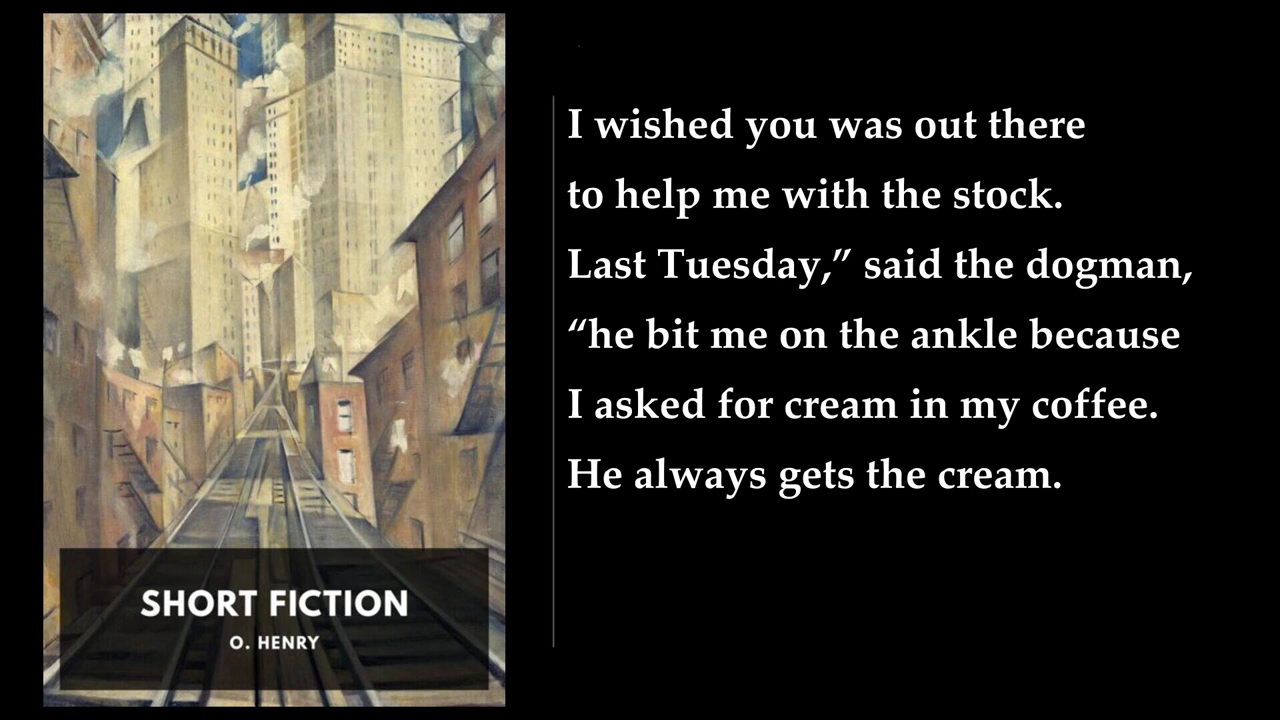 SHORT FICTION
O. HENRY
I wished you was out there
to help me with the stock.
Last Tuesday,” said the dogman,
“he bit me on the ankle because
I asked for cream in my coffee.
He always gets the cream.